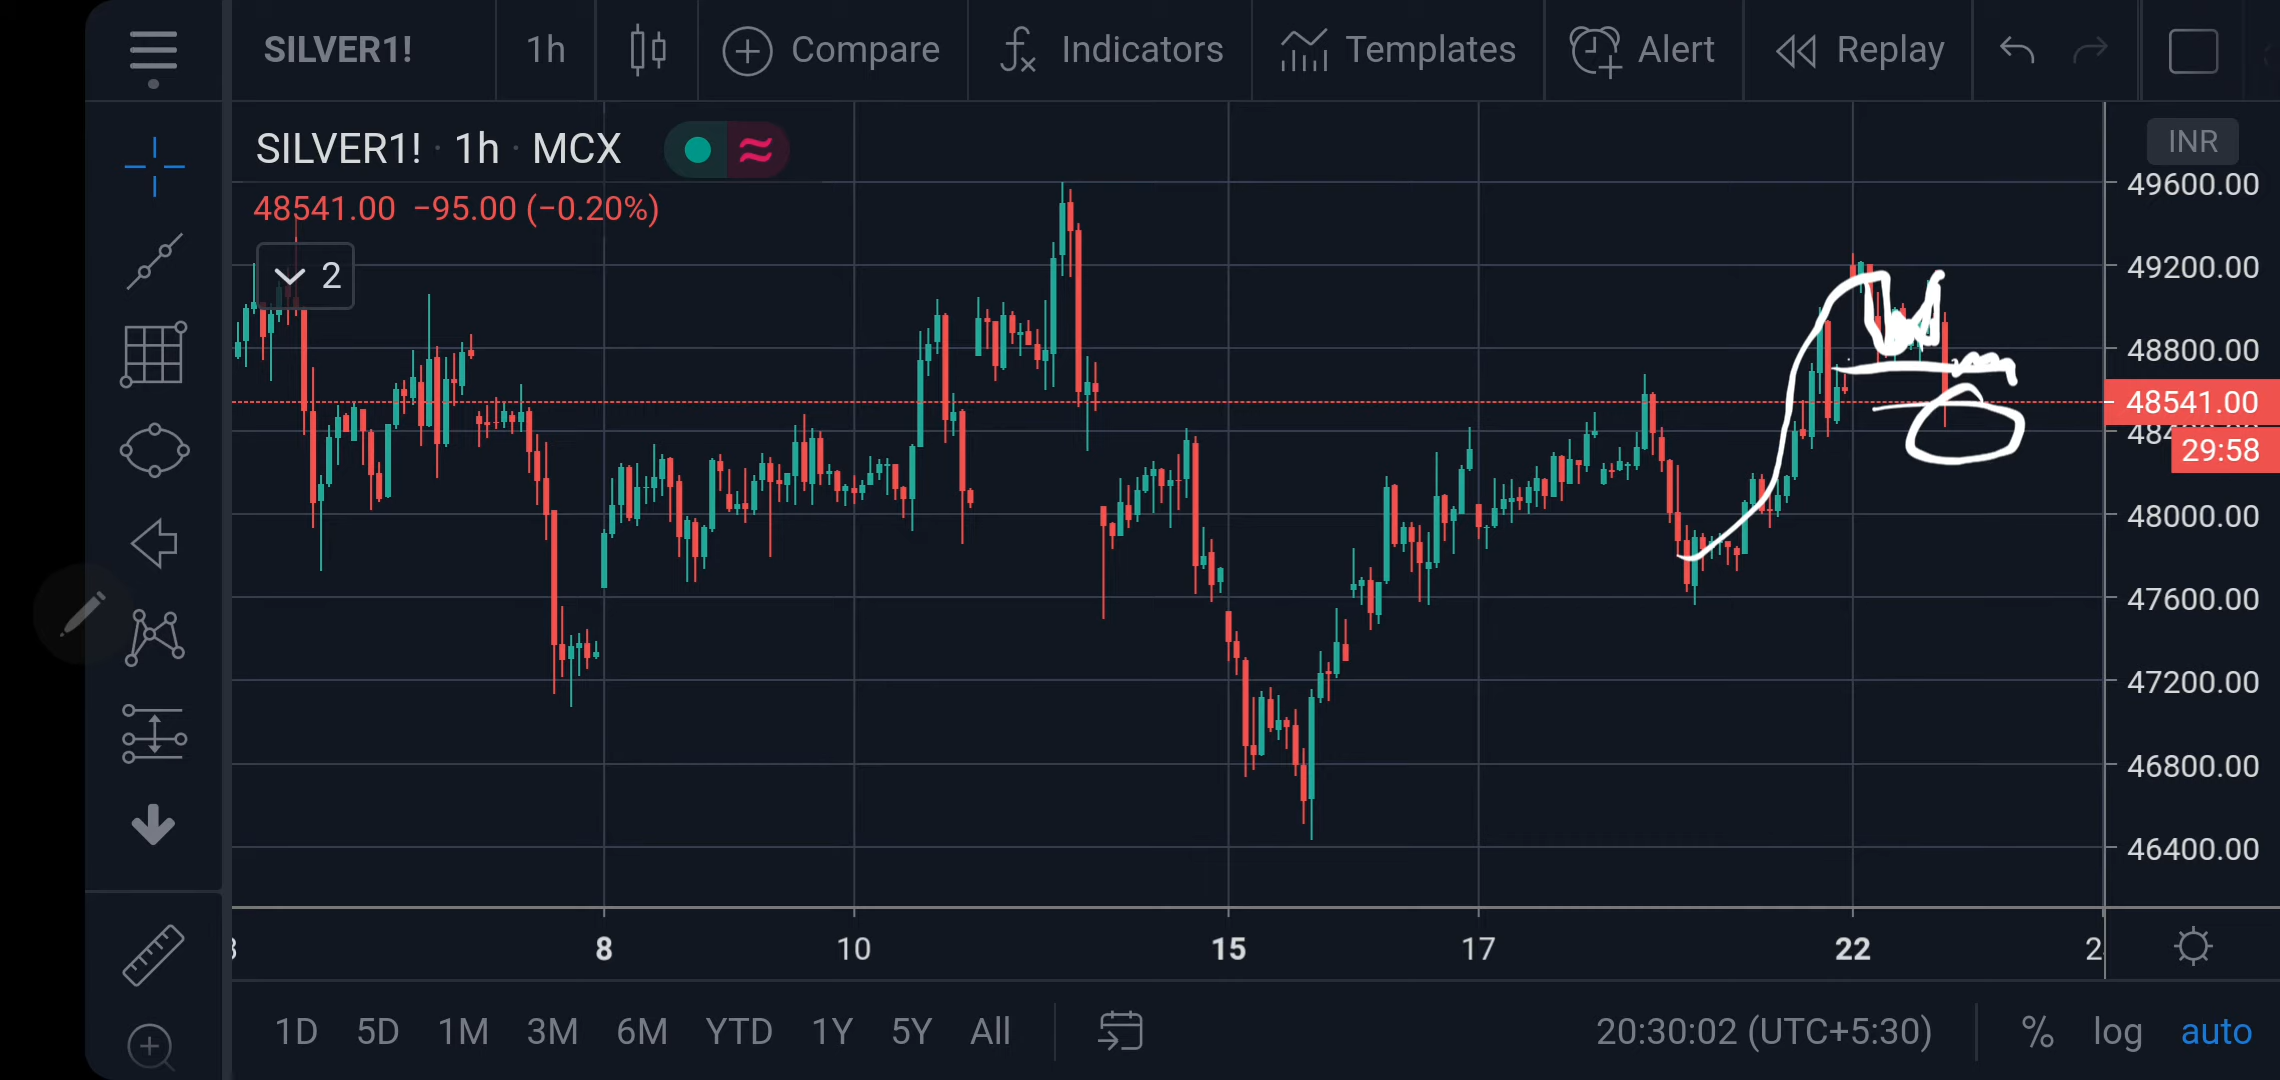 SILVER1! 1h Compare Indicators Templates Alert Replay
SILVER1! · 1h · MCX
INR
48541.00 −95.00 (−0.20%)
2
49600.00
49200.00
48800.00
48541.00
29:58
48000.00
47600.00
47200.00
46800.00
46400.00
8 10 15 17 22
1D 5D 1M 3M 6M YTD 1Y 5Y All 20:30:02 (UTC+5:30) % log auto